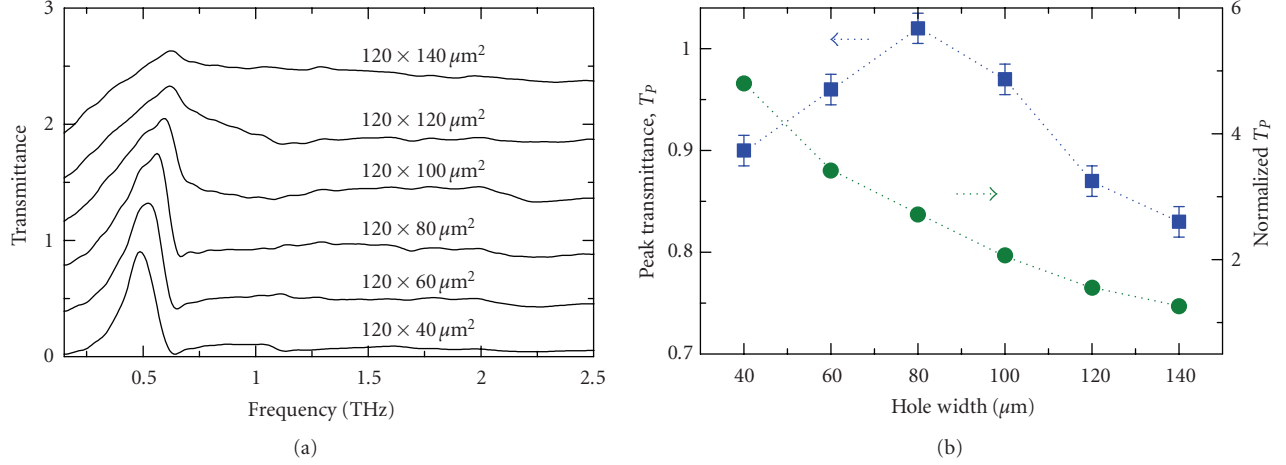 3
2
1
0
Transmittance
120 × 140 μm²
120 × 120 μm²
120 × 100 μm²
120 × 80 μm²
120 × 60 μm²
120 × 40 μm²
0.5
1
1.5
2
2.5
Frequency (THz)
(a)
1
0.9
0.8
0.7
Peak transmittance, T_P
6
4
2
Normalized T_P
40
60
80
100
120
140
Hole width (μm)
(b)